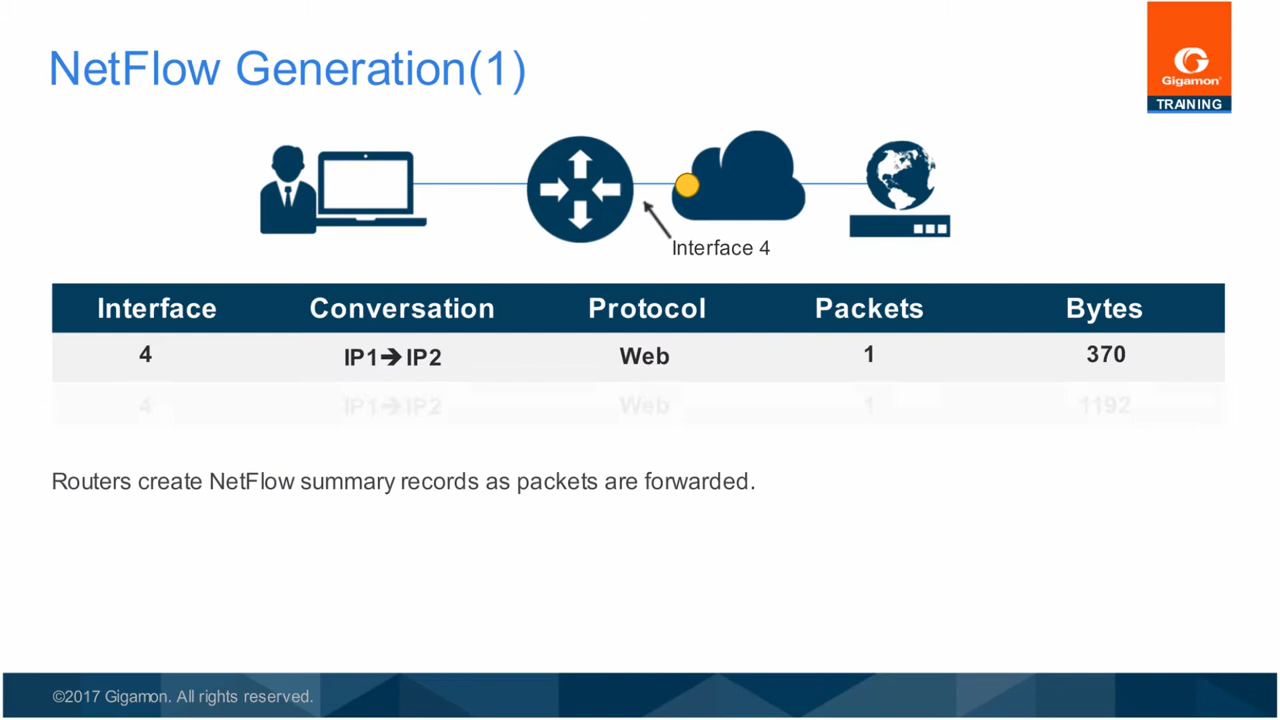 NetFlow Generation(1)
Gigamon®
TRAINING
Interface 4
Interface Conversation Protocol Packets Bytes
4 IP1➔IP2 Web 1 370
4 IP1➔IP2 Web 1 1192
Routers create NetFlow summary records as packets are forwarded.
©2017 Gigamon. All rights reserved.